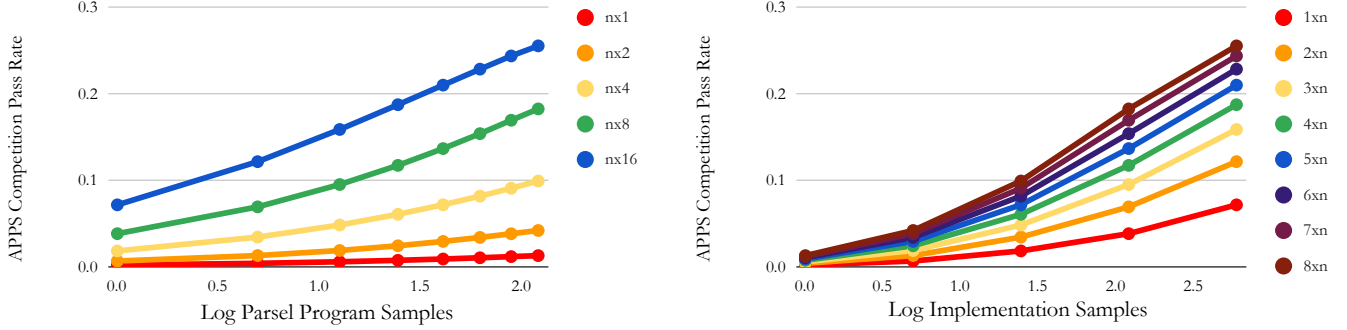 APPS Competition Pass Rate
0.3
0.2
0.1
0.0
0.0 0.5 1.0 1.5 2.0
Log Parsel Program Samples
nx1
nx2
nx4
nx8
nx16
APPS Competition Pass Rate
0.3
0.2
0.1
0.0
0.0 0.5 1.0 1.5 2.0 2.5
Log Implementation Samples
1xn
2xn
3xn
4xn
5xn
6xn
7xn
8xn